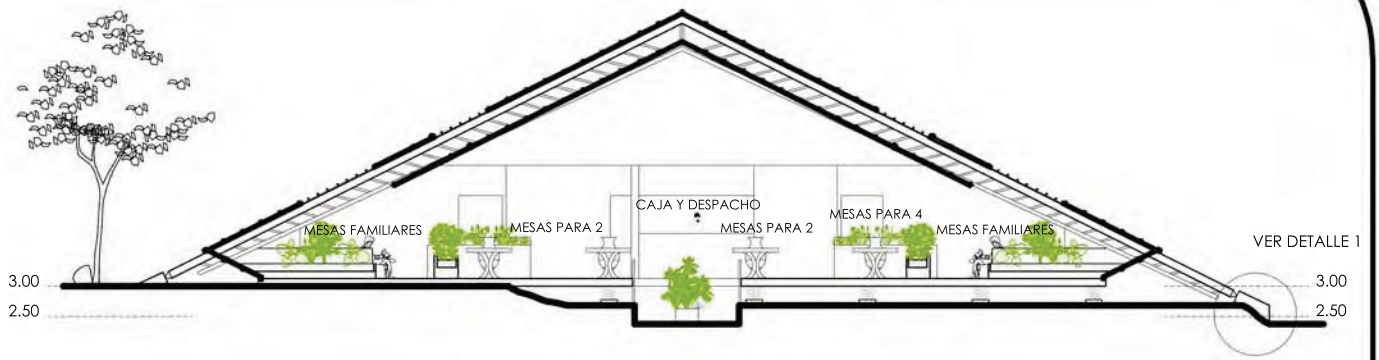 CAJA Y DESPACHO
MESAS PARA 4
MESAS FAMILIARES
MESAS PARA 2
MESAS PARA 2
MESAS FAMILIARES
VER DETALLE 1
3.00
3.00
2.50
2.50